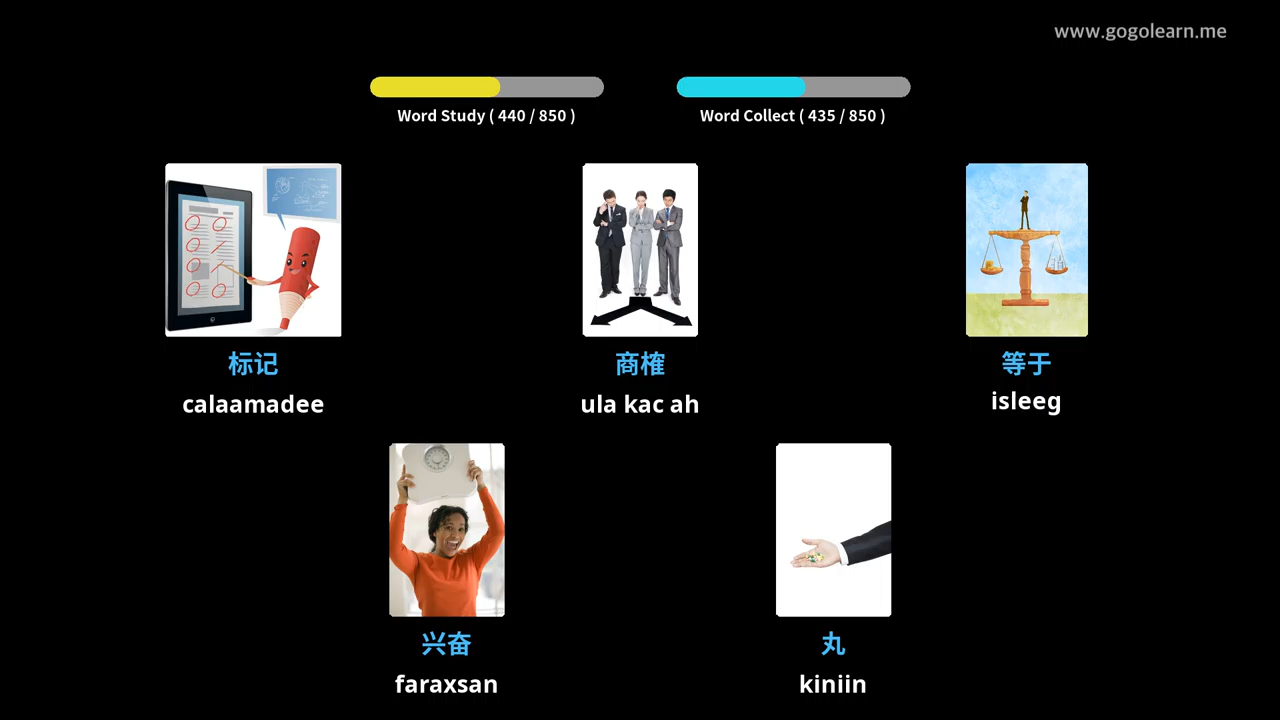 www.gogolearn.me
Word Study ( 440 / 850 )
Word Collect ( 435 / 850 )
标记
calaamadee
商榷
ula kac ah
等于
isleeg
兴奋
faraxsan
丸
kiniin